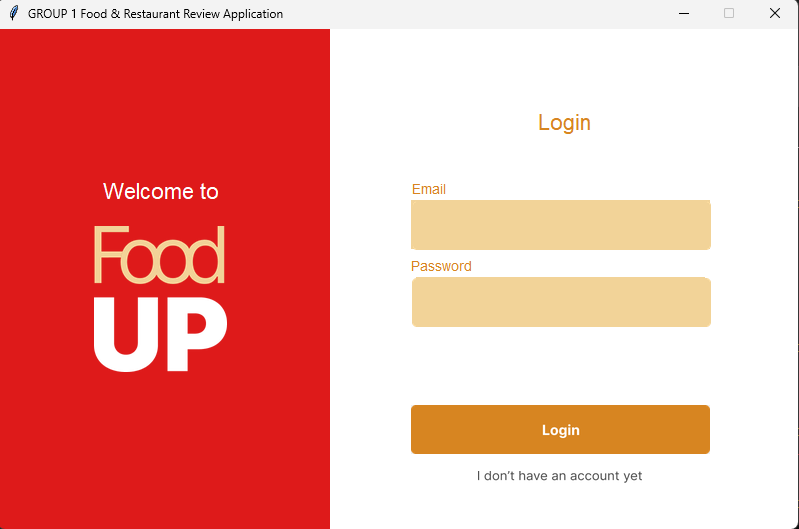 GROUP 1 Food & Restaurant Review Application
Welcome to
Food
UP
Login
Email
Password
Login
I don't have an account yet